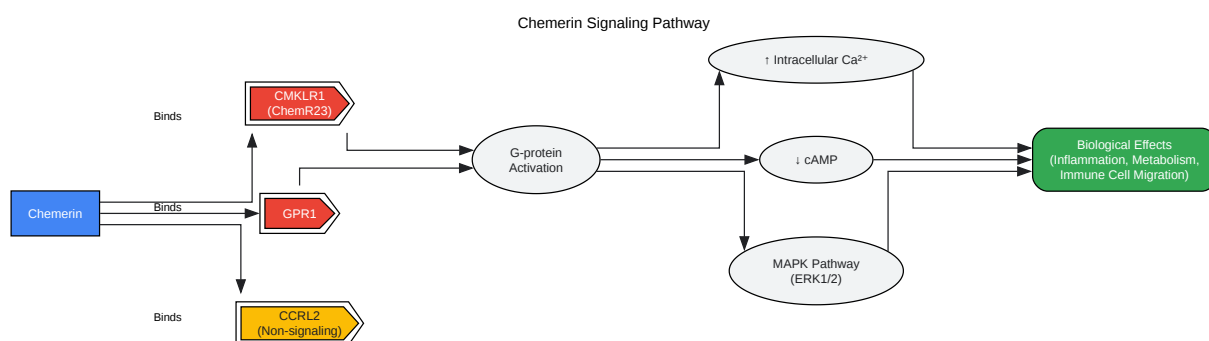 Chemerin Signaling Pathway
↑ Intracellular Ca²⁺
CMKLR1
(ChemR23)
Binds
G-protein
Activation
↓ cAMP
Biological Effects
(Inflammation, Metabolism,
Immune Cell Migration)
Chemerin
Binds
GPR1
MAPK Pathway
(ERK1/2)
Binds
CCRL2
(Non-signaling)